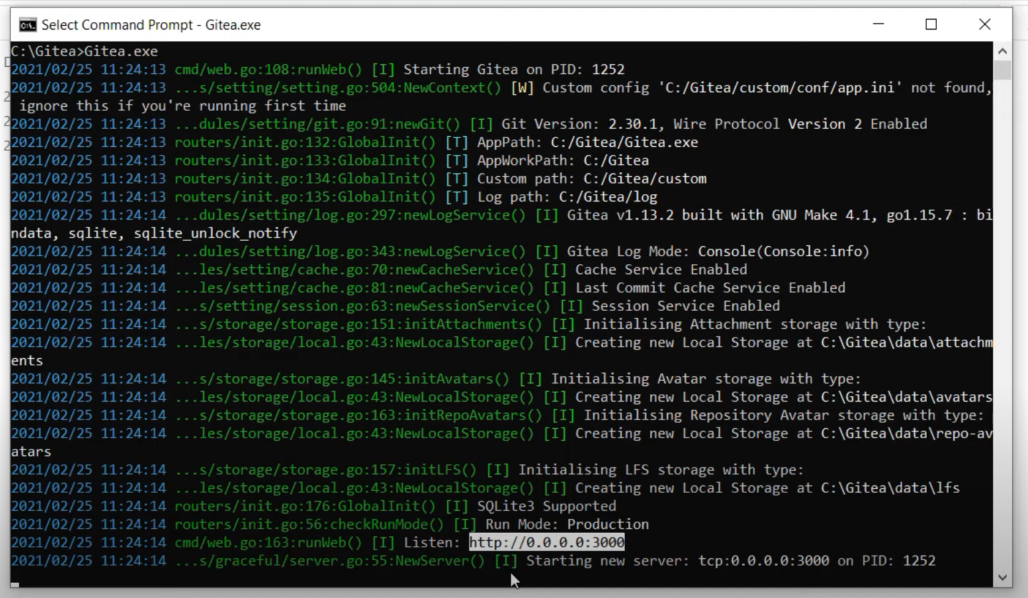 Select Command Prompt - Gitea.exe
C:\Gitea>Gitea.exe
2021/02/25 11:24:13 cmd/web.go:108:runWeb() [I] Starting Gitea on PID: 1252
2021/02/25 11:24:13 ...s/setting/setting.go:504:NewContext() [W] Custom config 'C:/Gitea/custom/conf/app.ini' not found,
ignore this if you're running first time
2021/02/25 11:24:13 ...dules/setting/git.go:91:newGit() [I] Git Version: 2.30.1, Wire Protocol Version 2 Enabled
2021/02/25 11:24:13 routers/init.go:132:GlobalInit() [T] AppPath: C:/Gitea/Gitea.exe
2021/02/25 11:24:13 routers/init.go:133:GlobalInit() [T] AppWorkPath: C:/Gitea
2021/02/25 11:24:13 routers/init.go:134:GlobalInit() [T] Custom path: C:/Gitea/custom
2021/02/25 11:24:13 routers/init.go:135:GlobalInit() [T] Log path: C:/Gitea/log
2021/02/25 11:24:14 ...dules/setting/log.go:297:newLogService() [I] Gitea v1.13.2 built with GNU Make 4.1, go1.15.7 : bi
ndata, sqlite, sqlite_unlock_notify
2021/02/25 11:24:14 ...dules/setting/log.go:343:newLogService() [I] Gitea Log Mode: Console(Console:info)
2021/02/25 11:24:14 ...les/setting/cache.go:70:newCacheService() [I] Cache Service Enabled
2021/02/25 11:24:14 ...les/setting/cache.go:81:newCacheService() [I] Last Commit Cache Service Enabled
2021/02/25 11:24:14 ...s/setting/session.go:63:newSessionService() [I] Session Service Enabled
2021/02/25 11:24:14 ...s/storage/storage.go:151:initAttachments() [I] Initialising Attachment storage with type:
2021/02/25 11:24:14 ...les/storage/local.go:43:NewLocalStorage() [I] Creating new Local Storage at C:\Gitea\data\attachm
ents
2021/02/25 11:24:14 ...s/storage/storage.go:145:initAvatars() [I] Initialising Avatar storage with type:
2021/02/25 11:24:14 ...les/storage/local.go:43:NewLocalStorage() [I] Creating new Local Storage at C:\Gitea\data\avatars
2021/02/25 11:24:14 ...s/storage/storage.go:163:initRepoAvatars() [I] Initialising Repository Avatar storage with type:
2021/02/25 11:24:14 ...les/storage/local.go:43:NewLocalStorage() [I] Creating new Local Storage at C:\Gitea\data\repo-av
atars
2021/02/25 11:24:14 ...s/storage/storage.go:157:initLFS() [I] Initialising LFS storage with type:
2021/02/25 11:24:14 ...les/storage/local.go:43:NewLocalStorage() [I] Creating new Local Storage at C:\Gitea\data\lfs
2021/02/25 11:24:14 routers/init.go:176:GlobalInit() [I] SQLite3 Supported
2021/02/25 11:24:14 routers/init.go:56:checkRunMode() [I] Run Mode: Production
2021/02/25 11:24:14 cmd/web.go:163:runWeb() [I] Listen: http://0.0.0.0:3000
2021/02/25 11:24:14 ...s/graceful/server.go:55:NewServer() [I] Starting new server: tcp:0.0.0.0:3000 on PID: 1252